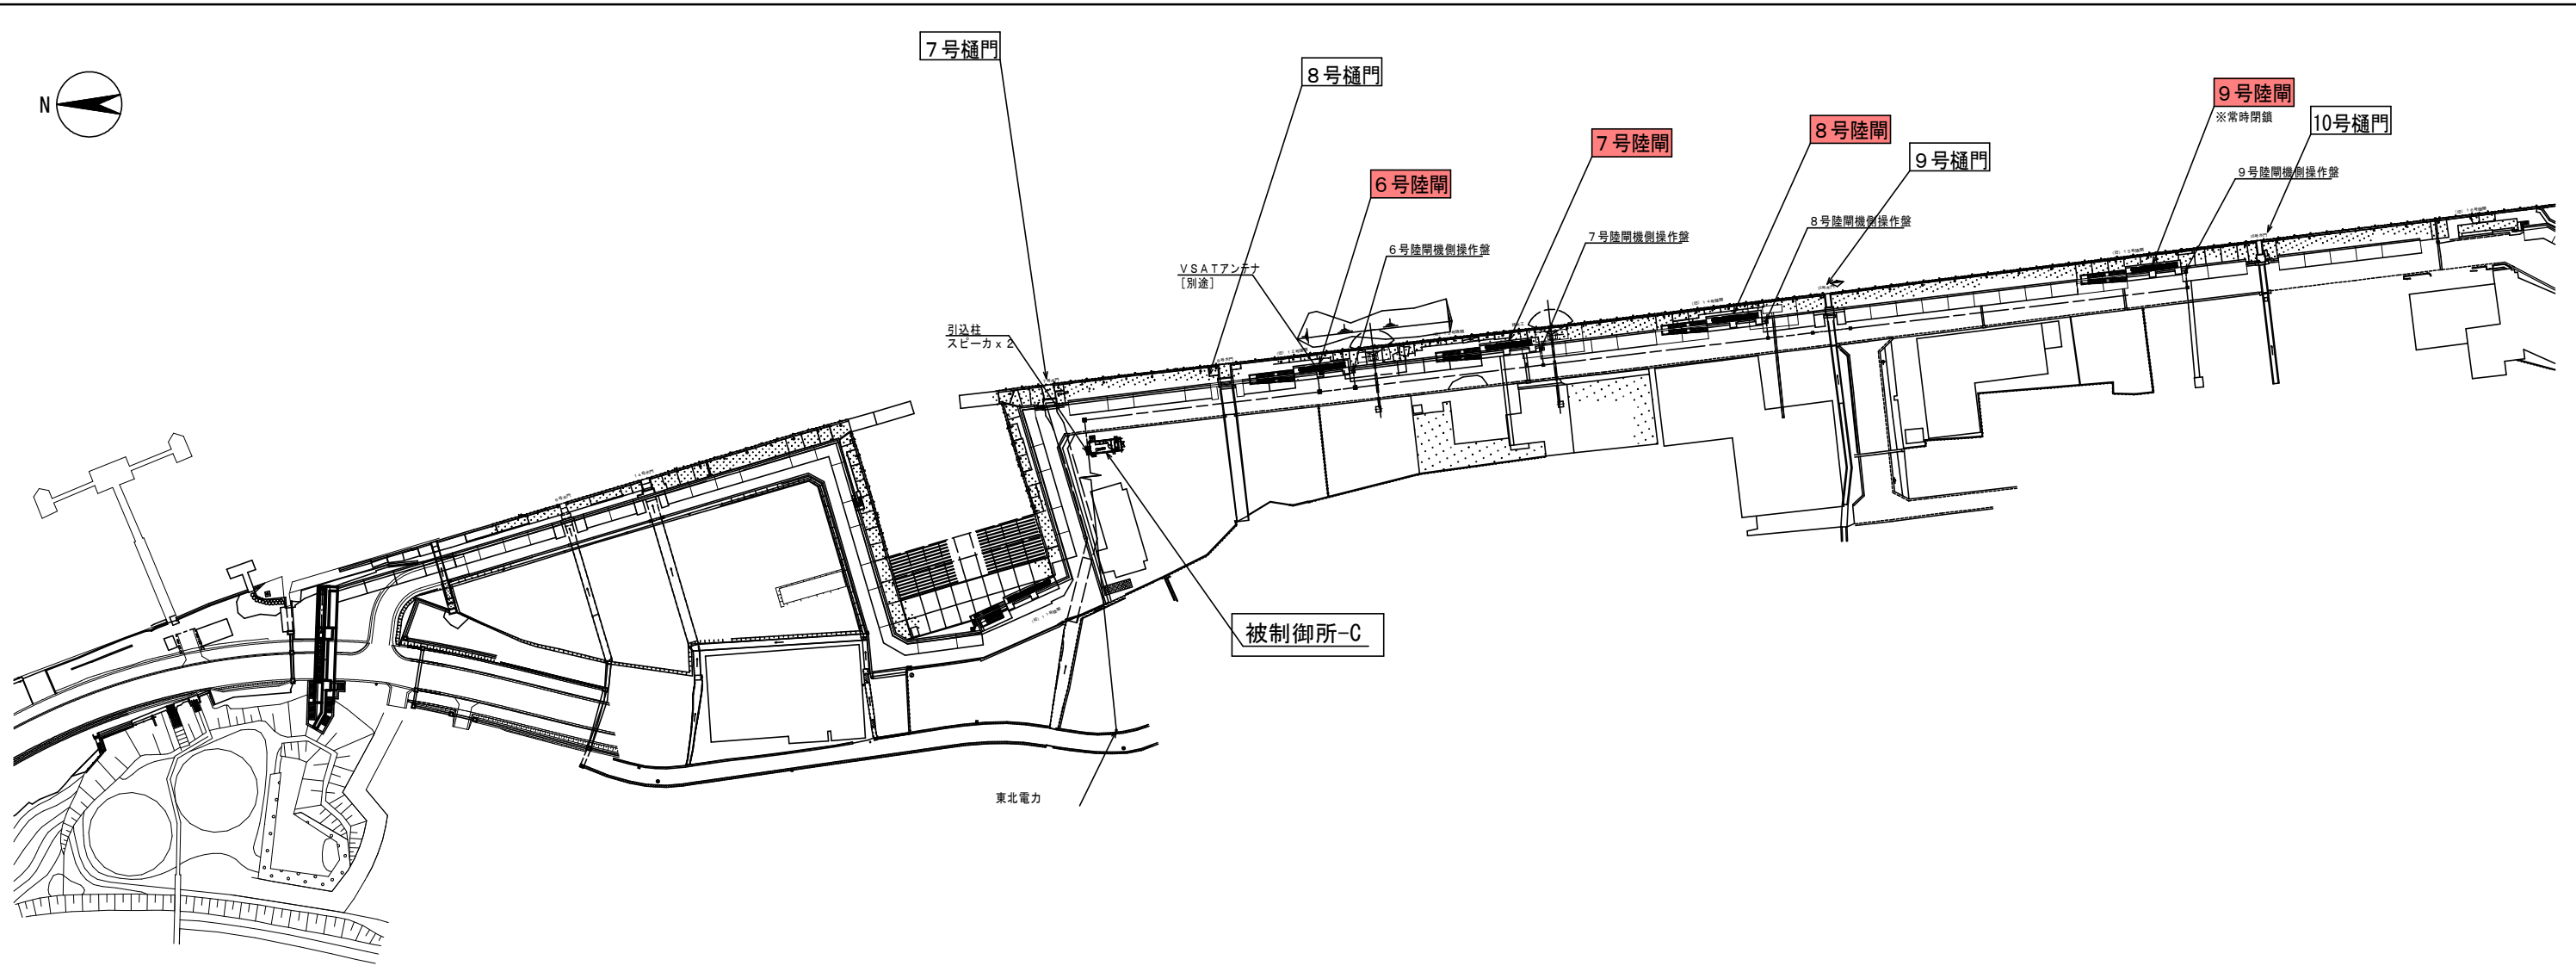 N
7号樋門
8号樋門
9号陸閘
※常時閉鎖
10号樋門
8号陸閘
7号陸閘
9号樋門
6号陸閘
9号陸閘機側操作盤
8号陸閘機側操作盤
7号陸閘機側操作盤
6号陸閘機側操作盤
VSATアンテナ
[別途]
引込柱
スピーカx2
被制御所-C
東北電力